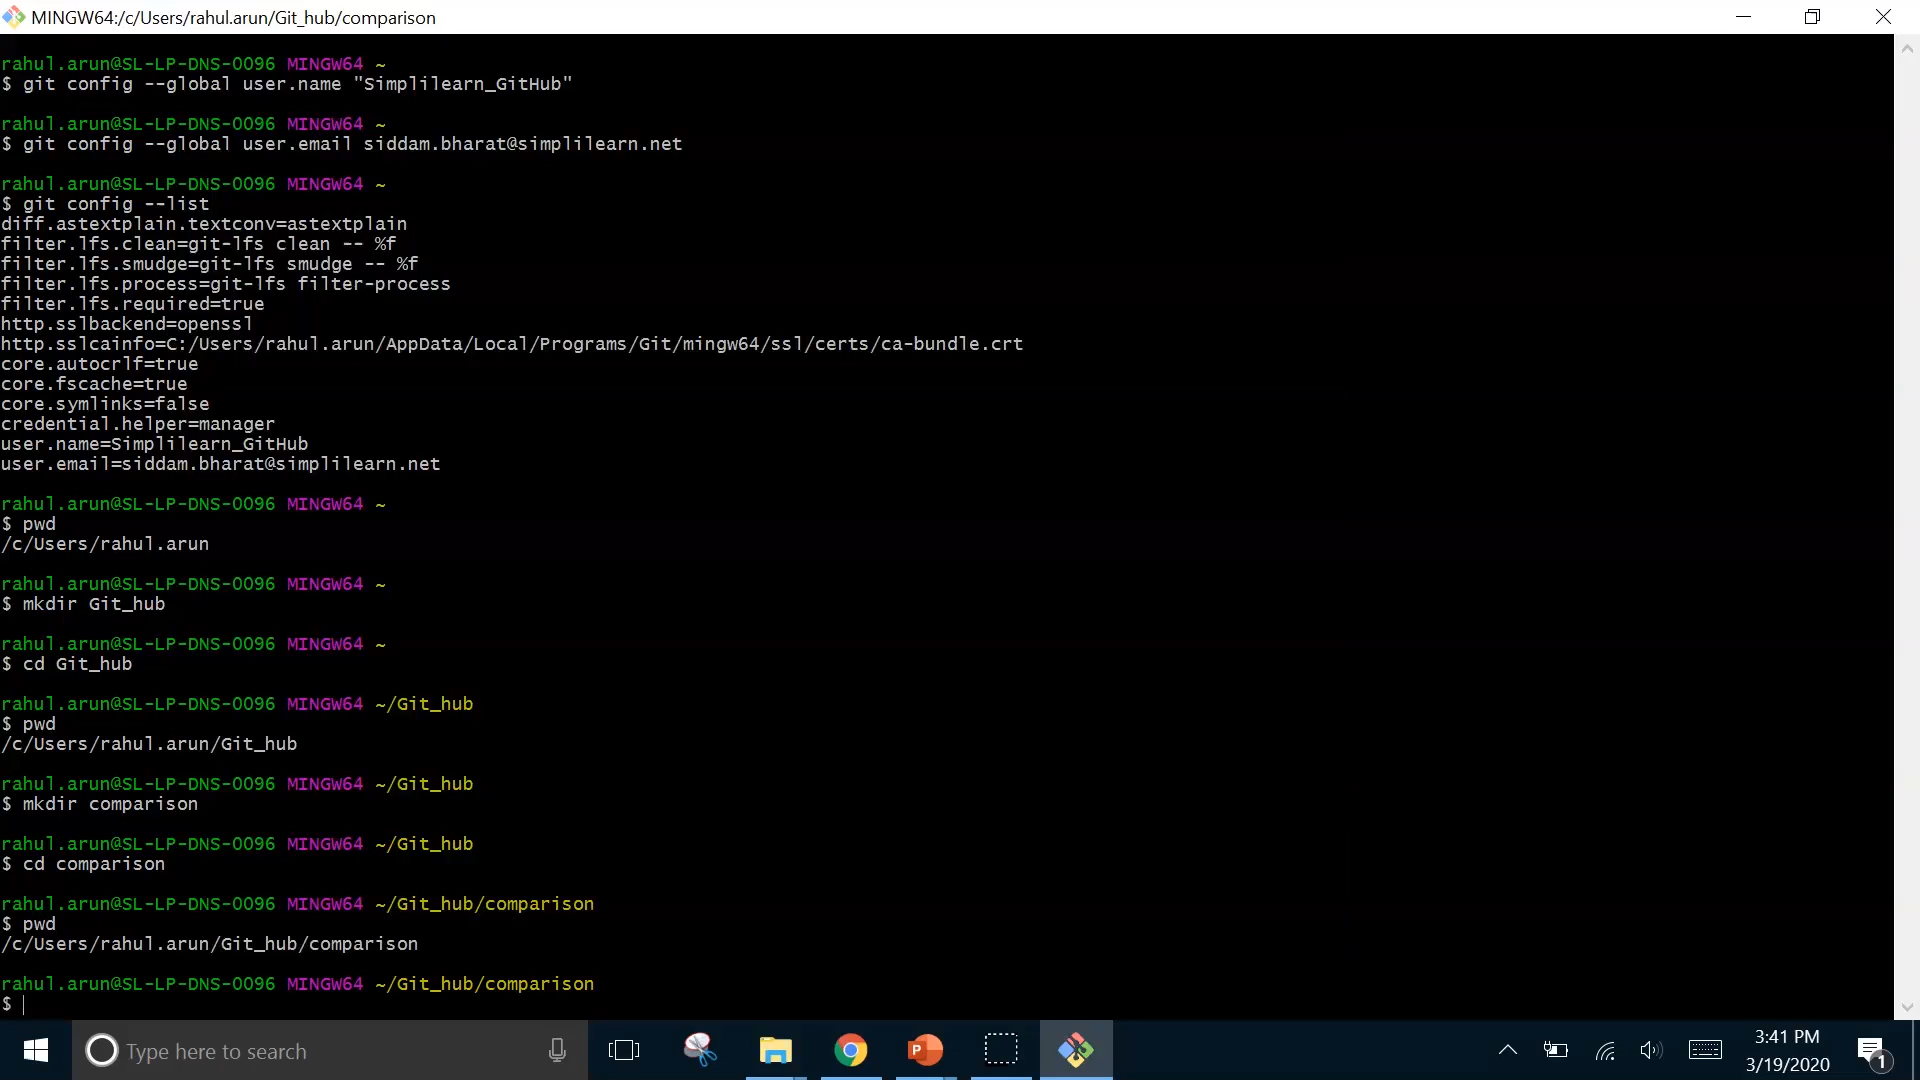 MINGW64:/c/Users/rahul.arun/Git_hub/comparison
rahul.arun@SL-LP-DNS-0096 MINGW64 ~
$ git config --global user.name "Simplilearn_GitHub"
rahul.arun@SL-LP-DNS-0096 MINGW64 ~
$ git config --global user.email siddam.bharat@simplilearn.net
rahul.arun@SL-LP-DNS-0096 MINGW64 ~
$ git config --list
diff.astextplain.textconv=astextplain
filter.lfs.clean=git-lfs clean -- %f
filter.lfs.smudge=git-lfs smudge -- %f
filter.lfs.process=git-lfs filter-process
filter.lfs.required=true
http.sslbackend=openssl
http.sslcainfo=C:/Users/rahul.arun/AppData/Local/Programs/Git/mingw64/ssl/certs/ca-bundle.crt
core.autocrlf=true
core.fscache=true
core.symlinks=false
credential.helper=manager
user.name=Simplilearn_GitHub
user.email=siddam.bharat@simplilearn.net
rahul.arun@SL-LP-DNS-0096 MINGW64 ~
$ pwd
/c/Users/rahul.arun
rahul.arun@SL-LP-DNS-0096 MINGW64 ~
$ mkdir Git_hub
rahul.arun@SL-LP-DNS-0096 MINGW64 ~
$ cd Git_hub
rahul.arun@SL-LP-DNS-0096 MINGW64 ~/Git_hub
$ pwd
/c/Users/rahul.arun/Git_hub
rahul.arun@SL-LP-DNS-0096 MINGW64 ~/Git_hub
$ mkdir comparison
rahul.arun@SL-LP-DNS-0096 MINGW64 ~/Git_hub
$ cd comparison
rahul.arun@SL-LP-DNS-0096 MINGW64 ~/Git_hub/comparison
$ pwd
/c/Users/rahul.arun/Git_hub/comparison
rahul.arun@SL-LP-DNS-0096 MINGW64 ~/Git_hub/comparison
$
Type here to search
P
3:41 PM
3/19/2020
1